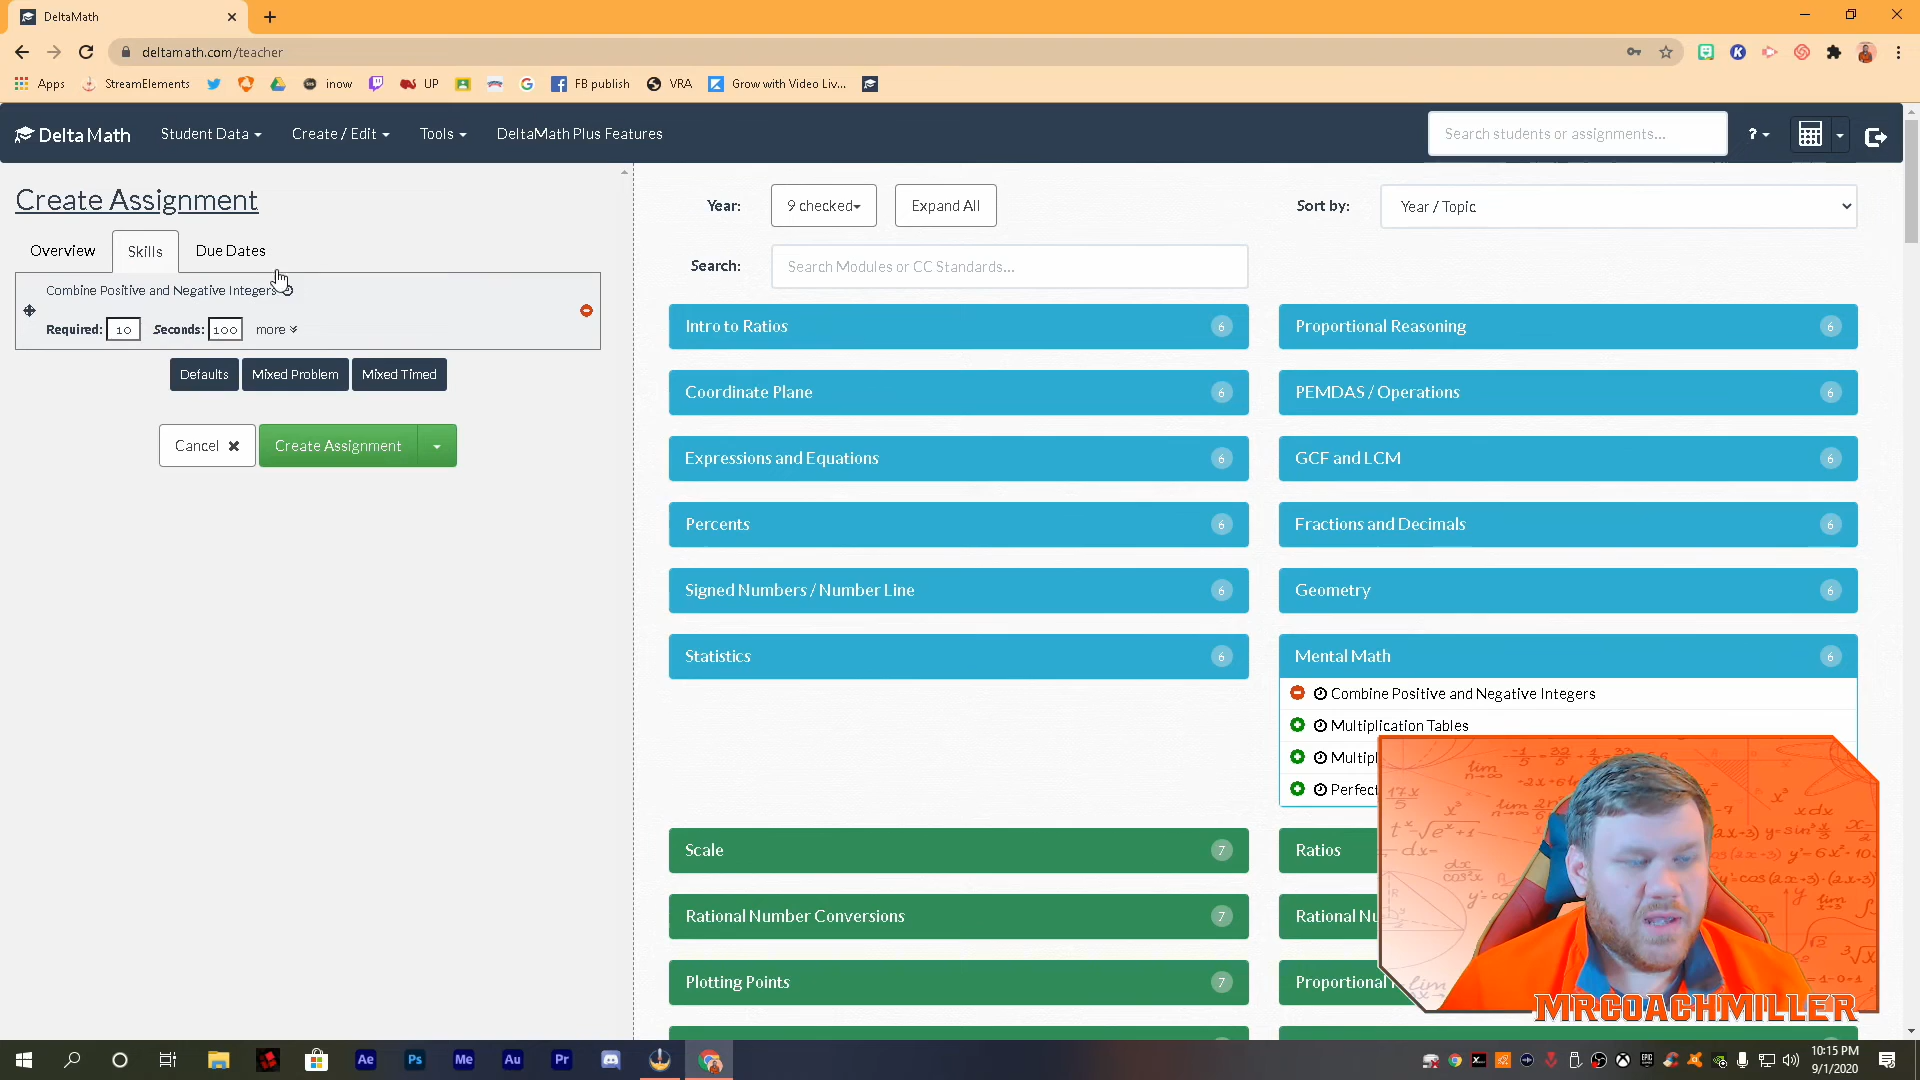 DeltaMath
deltamath.com/teacher
Apps
StreamElements
inow
UP
FB publish
VRA
Grow with Video Liv...
Delta Math
Student Data
Create / Edit
Tools
DeltaMath Plus Features
Search students or assignments...
?
Create Assignment
Overview
Skills
Due Dates
Combine Positive and Negative Integers
Required: 10
Seconds: 100
more
Defaults
Mixed Problem
Mixed Timed
Cancel
Create Assignment
Year:
9 checked
Expand All
Sort by:
Year / Topic
Search:
Search Modules or CC Standards...
Intro to Ratios 6
Proportional Reasoning 6
Coordinate Plane 6
PEMDAS / Operations 6
Expressions and Equations 6
GCF and LCM 6
Percents 6
Fractions and Decimals 6
Signed Numbers / Number Line 6
Geometry 6
Statistics 6
Mental Math 6
Combine Positive and Negative Integers
Multiplication Tables
Multipl
Perfect
Scale 7
Ratios
Rational Number Conversions 7
Rational Nu
Plotting Points 7
Proportional
MRCOACHMILLER
Ae
Ps
Me
Au
Pr
10:15 PM
9/1/2020